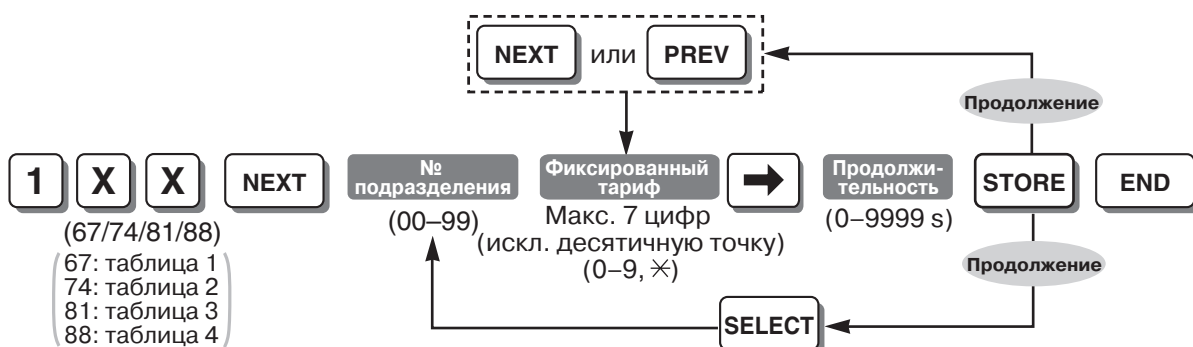 NEXT или PREV
Продолжение
1 X X NEXT № подразделения Фиксированный тариф ➡ Продолжи-тельность STORE END
(67/74/81/88)
(00–99)
Макс. 7 цифр
(искл. десятичную точку)
(0–9, ✳)
(0–9999 s)
67: таблица 1
74: таблица 2
81: таблица 3
88: таблица 4
Продолжение
SELECT